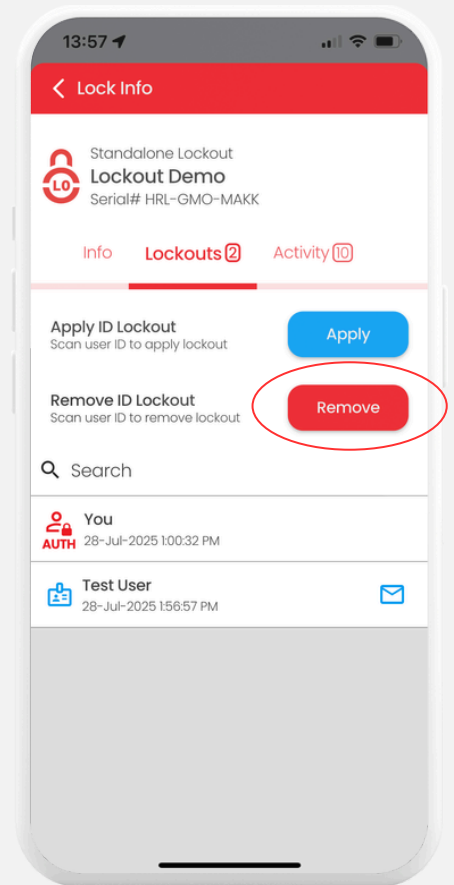 13:57
Lock Info
Standalone Lockout
LO
Lockout Demo
Serial# HRL-GMO-MAKK
Info Lockouts 2 Activity 10
Apply ID Lockout
Scan user ID to apply lockout
Apply
Remove ID Lockout
Scan user ID to remove lockout
Remove
Search
You
AUTH 28-Jul-2025 1:00:32 PM
Test User
28-Jul-2025 1:56:57 PM